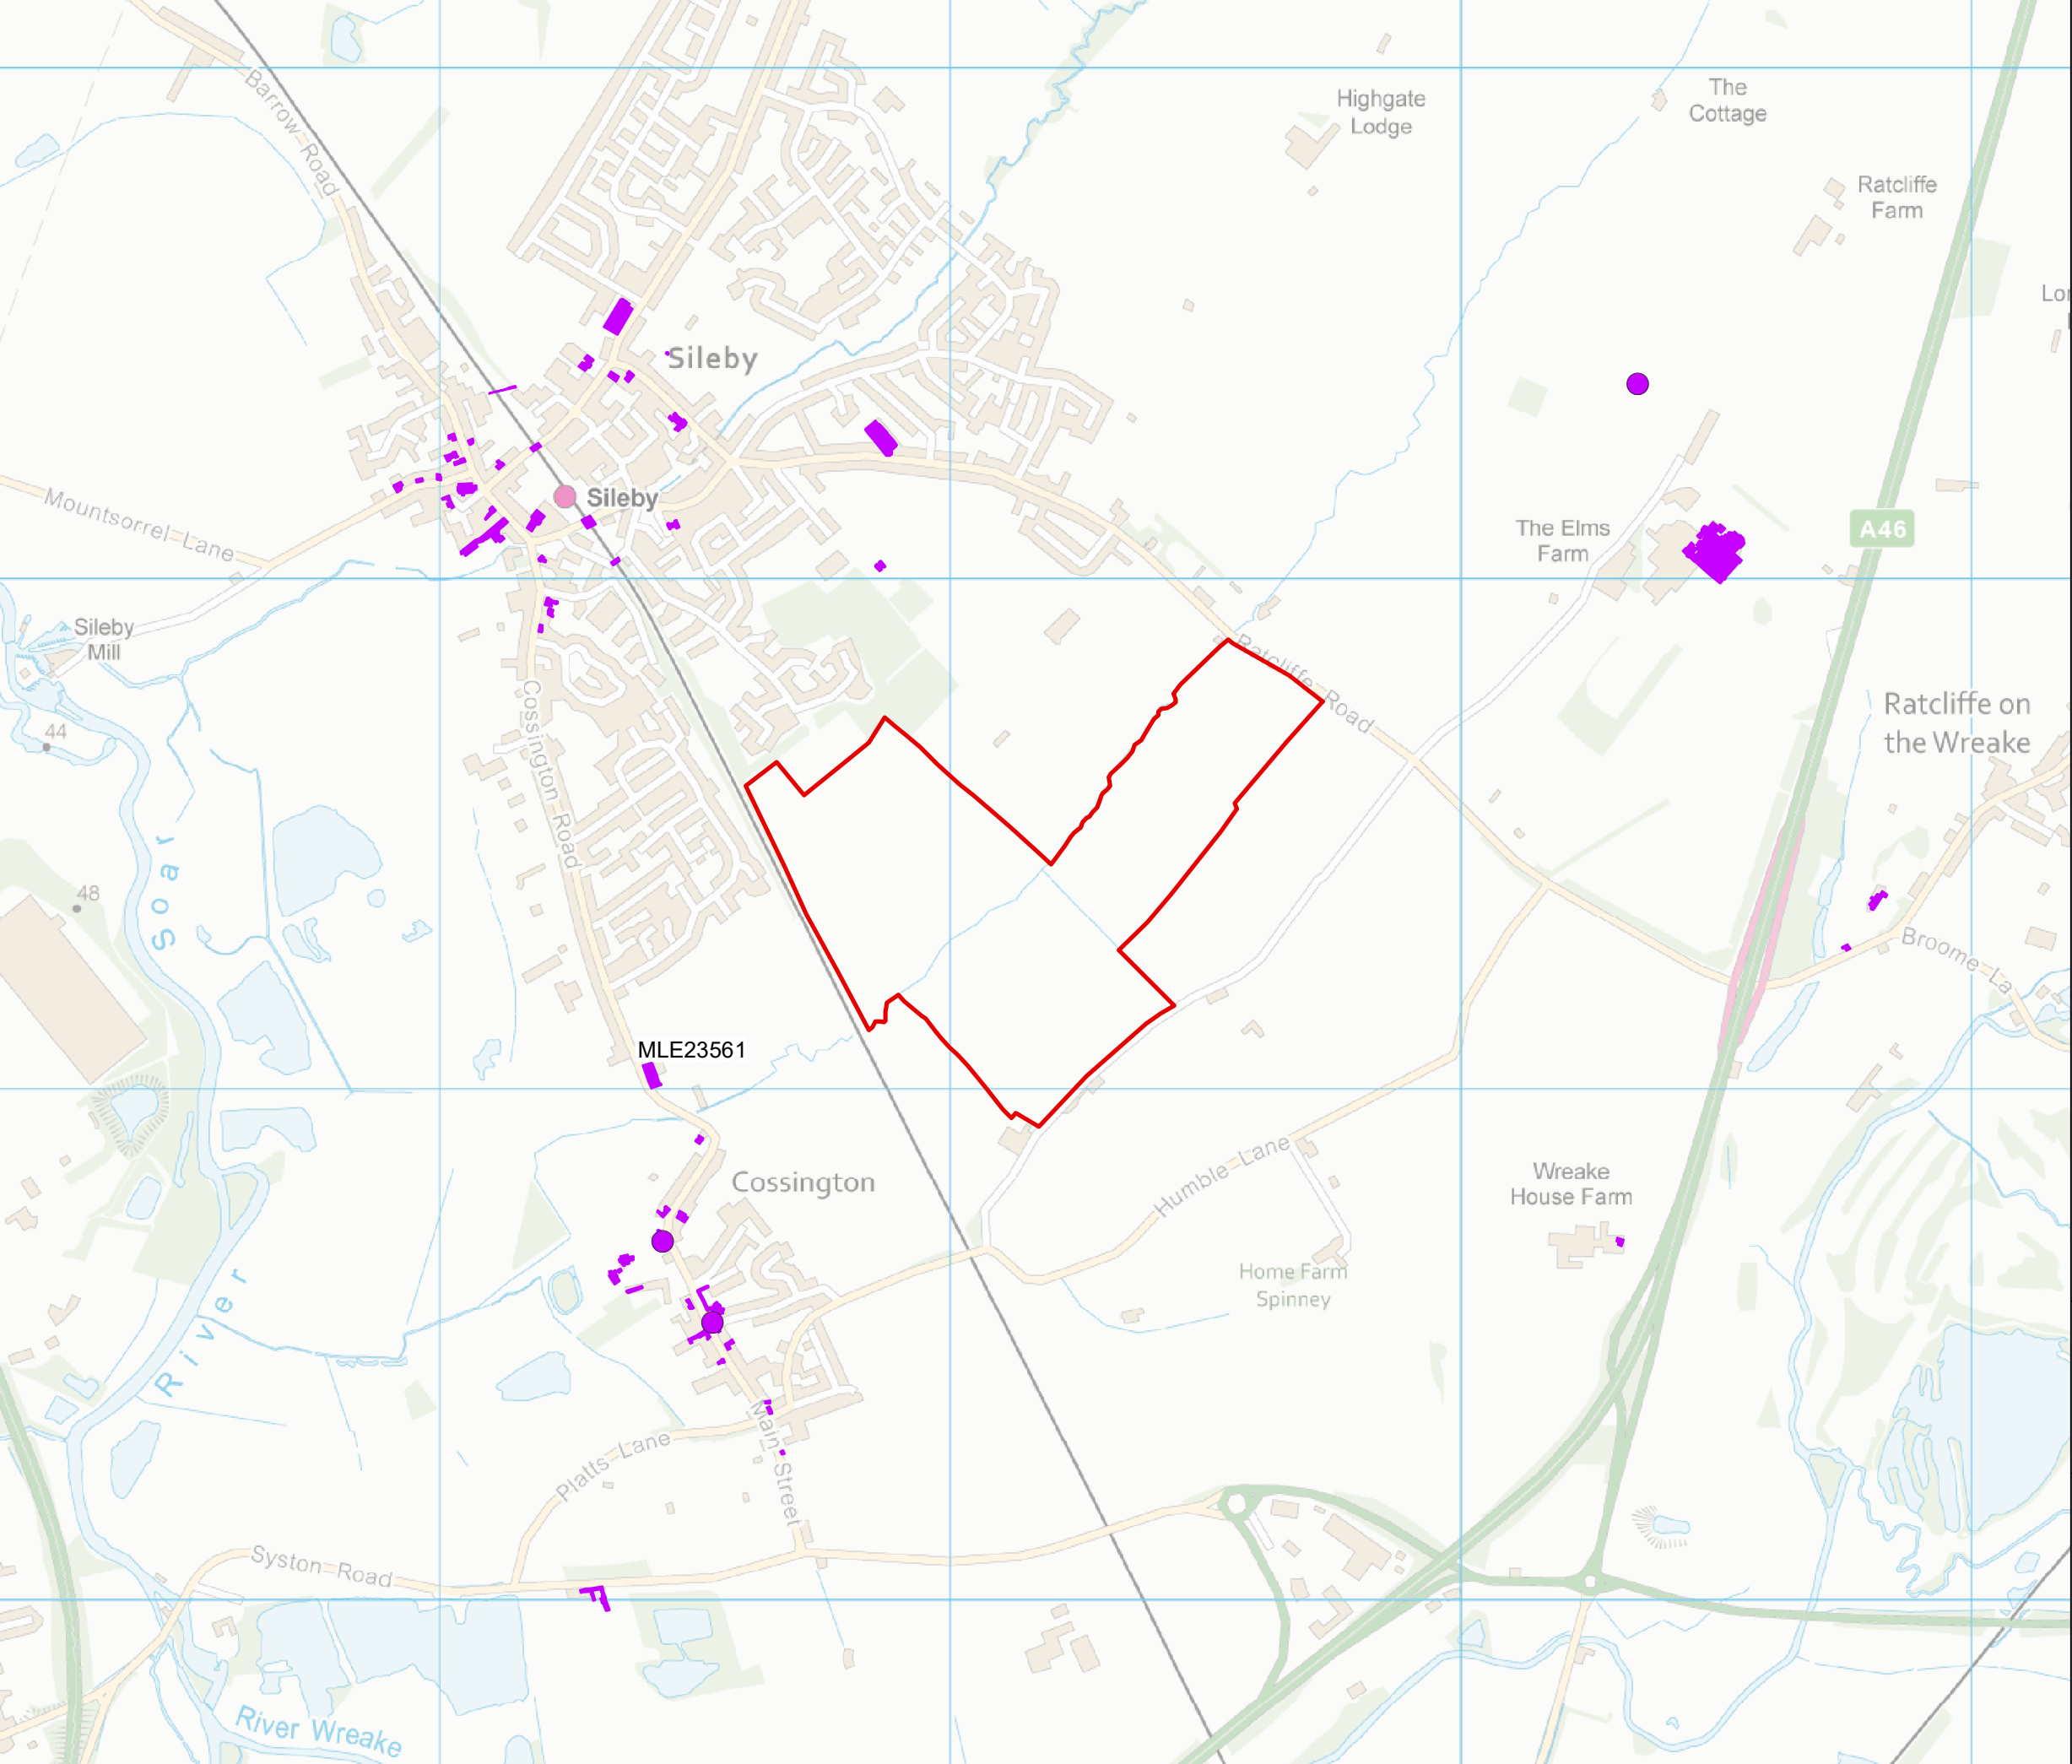 Barrow Road
Highgate
Lodge
The
Cottage
Ratcliffe
Farm
Sileby
Mountsorrel Lane
Sileby
The Elms
Farm
A46
Sileby
Mill
Ratcliffe Road
Cossington Road
44
Ratcliffe on
the Wreake
Soar
48
Broome La
MLE23561
Cossington
Humble Lane
Wreake
House Farm
Home Farm
Spinney
River
Main Street
Platts Lane
Syston Road
River Wreake